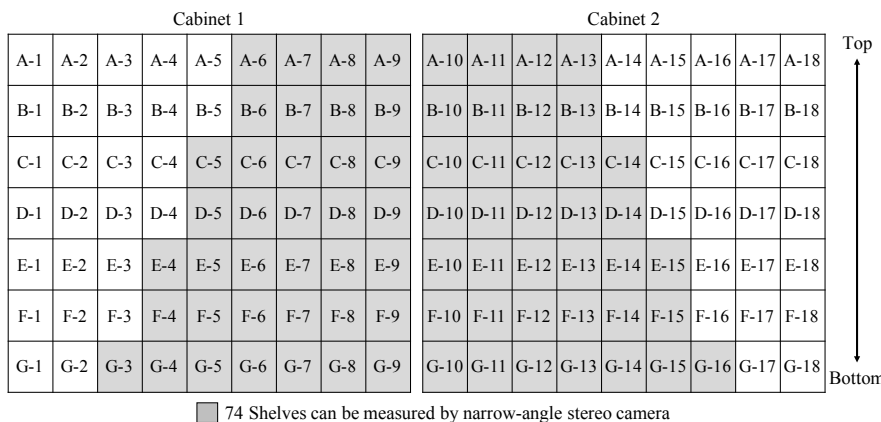 Cabinet 1 Cabinet 2
Top
A-1 A-2 A-3 A-4 A-5 A-6 A-7 A-8 A-9 A-10 A-11 A-12 A-13 A-14 A-15 A-16 A-17 A-18
B-1 B-2 B-3 B-4 B-5 B-6 B-7 B-8 B-9 B-10 B-11 B-12 B-13 B-14 B-15 B-16 B-17 B-18
C-1 C-2 C-3 C-4 C-5 C-6 C-7 C-8 C-9 C-10 C-11 C-12 C-13 C-14 C-15 C-16 C-17 C-18
D-1 D-2 D-3 D-4 D-5 D-6 D-7 D-8 D-9 D-10 D-11 D-12 D-13 D-14 D-15 D-16 D-17 D-18
E-1 E-2 E-3 E-4 E-5 E-6 E-7 E-8 E-9 E-10 E-11 E-12 E-13 E-14 E-15 E-16 E-17 E-18
F-1 F-2 F-3 F-4 F-5 F-6 F-7 F-8 F-9 F-10 F-11 F-12 F-13 F-14 F-15 F-16 F-17 F-18
G-1 G-2 G-3 G-4 G-5 G-6 G-7 G-8 G-9 G-10 G-11 G-12 G-13 G-14 G-15 G-16 G-17 G-18
Bottom
74 Shelves can be measured by narrow-angle stereo camera